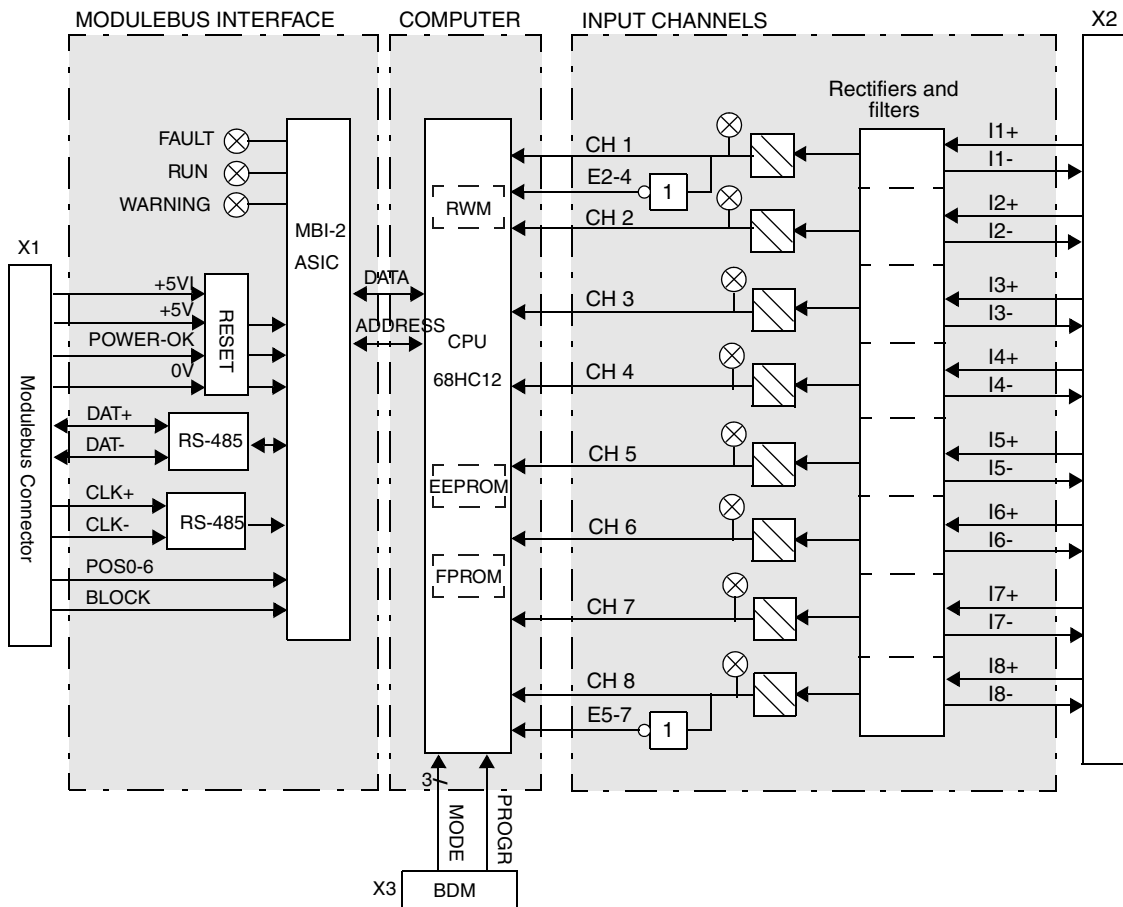 MODULEBUS INTERFACE
COMPUTER
INPUT CHANNELS
X2
Rectifiers and
filters
FAULT
RUN
WARNING
X1
Modulebus Connector
+5VI
+5V
POWER-OK
0V
RESET
DAT+
DAT-
RS-485
CLK+
CLK-
RS-485
POS0-6
BLOCK
MBI-2
ASIC
DATA
ADDRESS
RWM
CPU
68HC12
EEPROM
FPROM
CH 1
E2-4
1
CH 2
CH 3
CH 4
CH 5
CH 6
CH 7
CH 8
E5-7
1
I1+
I1-
I2+
I2-
I3+
I3-
I4+
I4-
I5+
I5-
I6+
I6-
I7+
I7-
I8+
I8-
3
MODE
PROGR
X3
BDM